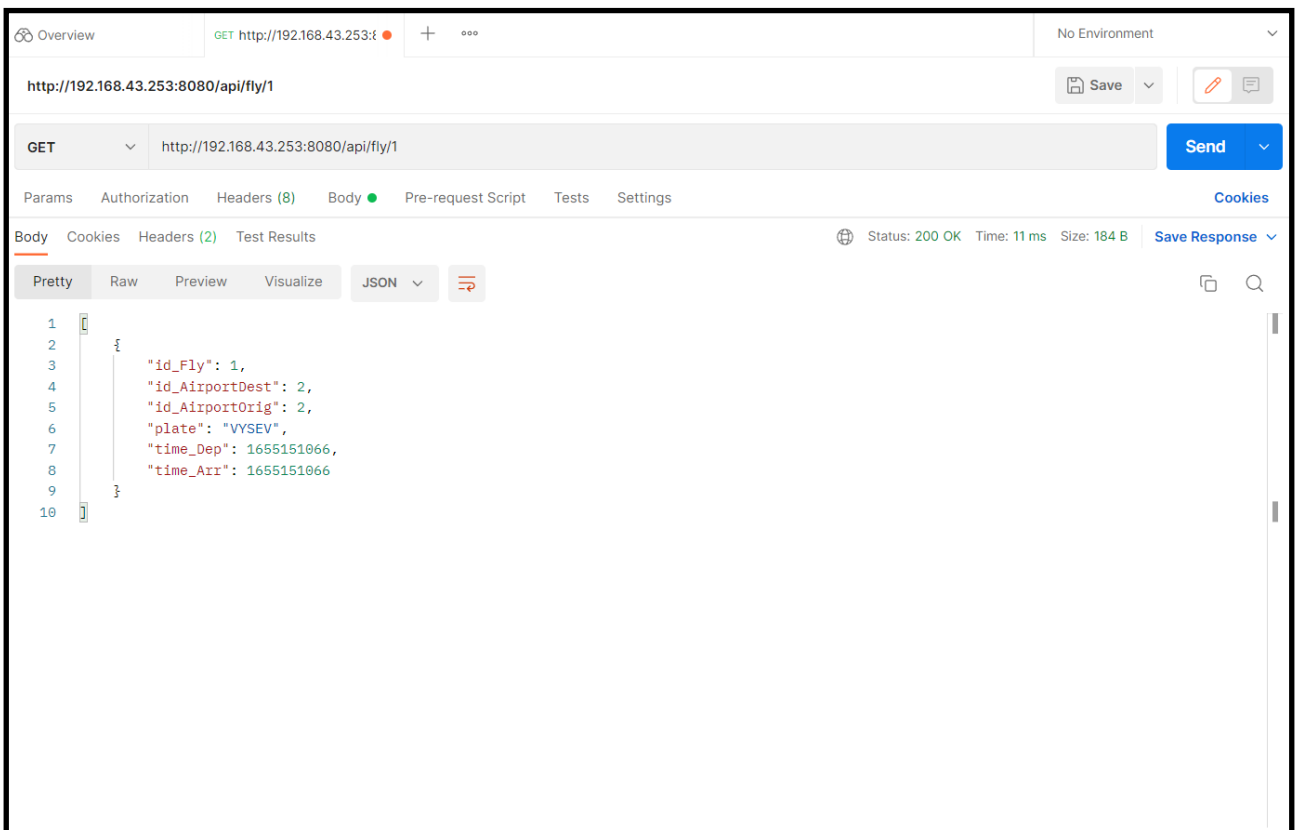 Overview GET http://192.168.43.253:8 No Environment
http://192.168.43.253:8080/api/fly/1 Save
GET http://192.168.43.253:8080/api/fly/1 Send
Params Authorization Headers (8) Body Pre-request Script Tests Settings Cookies
Body Cookies Headers (2) Test Results Status: 200 OK Time: 11 ms Size: 184 B Save Response
Pretty Raw Preview Visualize JSON
1 [
2 {
3 "id_Fly": 1,
4 "id_AirportDest": 2,
5 "id_AirportOrig": 2,
6 "plate": "VYSEV",
7 "time_Dep": 1655151066,
8 "time_Arr": 1655151066
9 }
10 ]